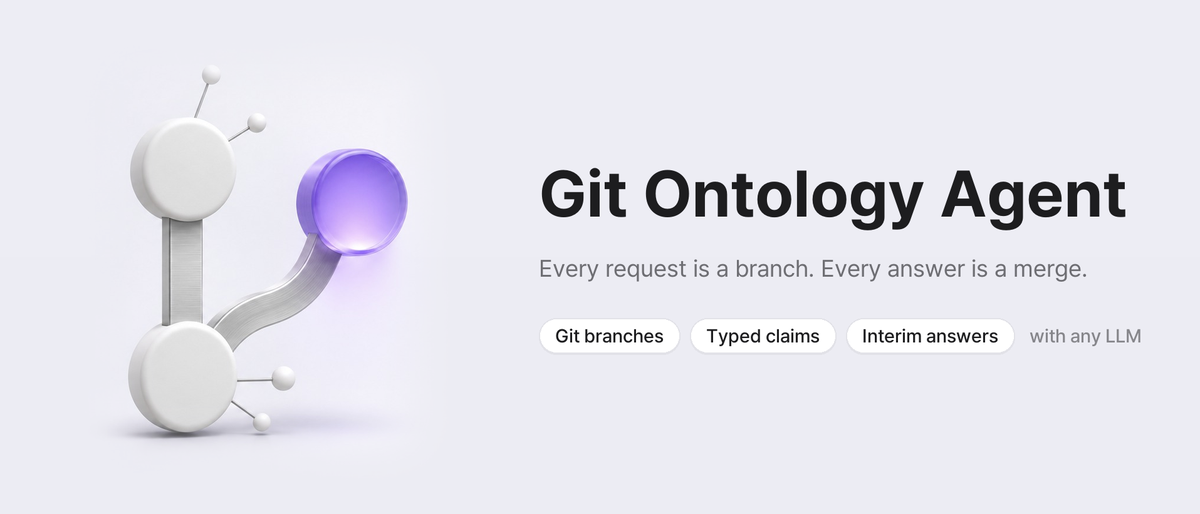 Git Ontology Agent
Every request is a branch. Every answer is a merge.
Git branches Typed claims Interim answers with any LLM